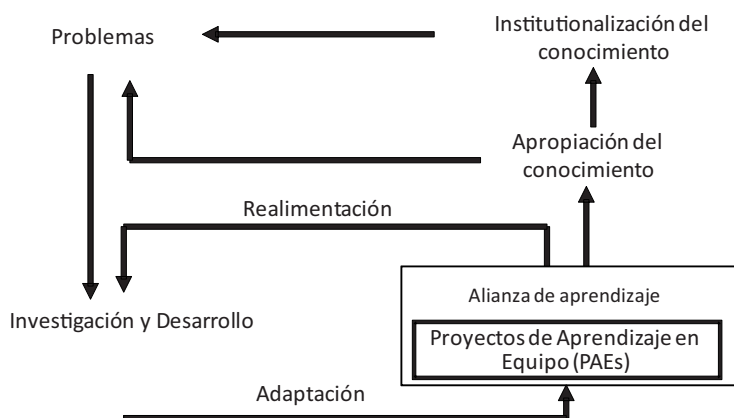 Problemas
Institutionalización del
conocimiento
Apropiación del
conocimiento
Realimentación
Alianza de aprendizaje
Investigación y Desarrollo
Proyectos de Aprendizaje en
Equipo (PAEs)
Adaptación